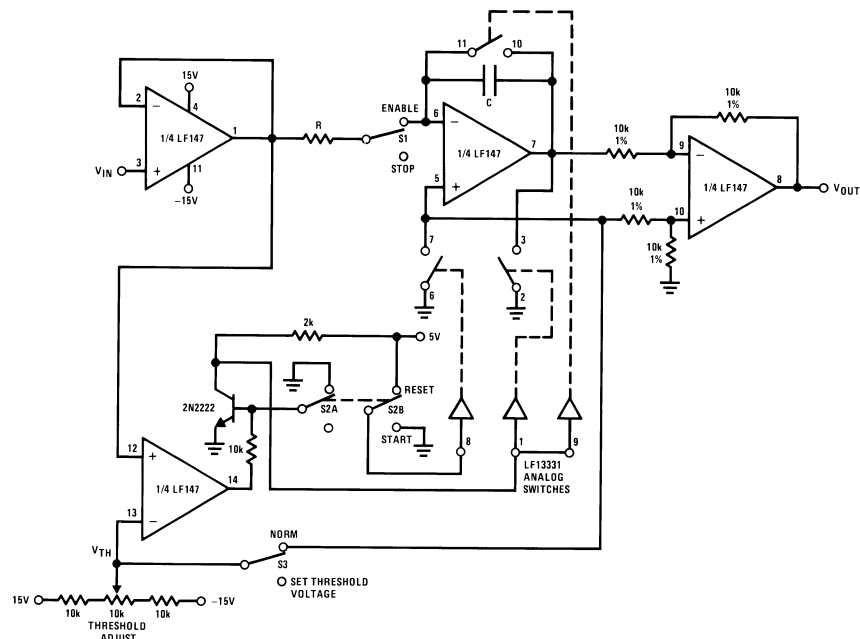 11
10
15V
2
4
C
10k
1%
ENABLE
6
1/4 LF147
1
R
10k
1%
9
S1
7
1/4 LF147
VIN
3
11
STOP
5
1/4 LF147
8
VOUT
-15V
10k
1%
10
7
3
10k
1%
6
2
2k
5V
RESET
2N2222
S2A
S2B
START
10k
8
1
9
12
LF13331
ANALOG
SWITCHES
1/4 LF147
14
13
NORM
VTH
S3
SET THRESHOLD
VOLTAGE
15V
-15V
10k
10k
10k
THRESHOLD
ADJUST